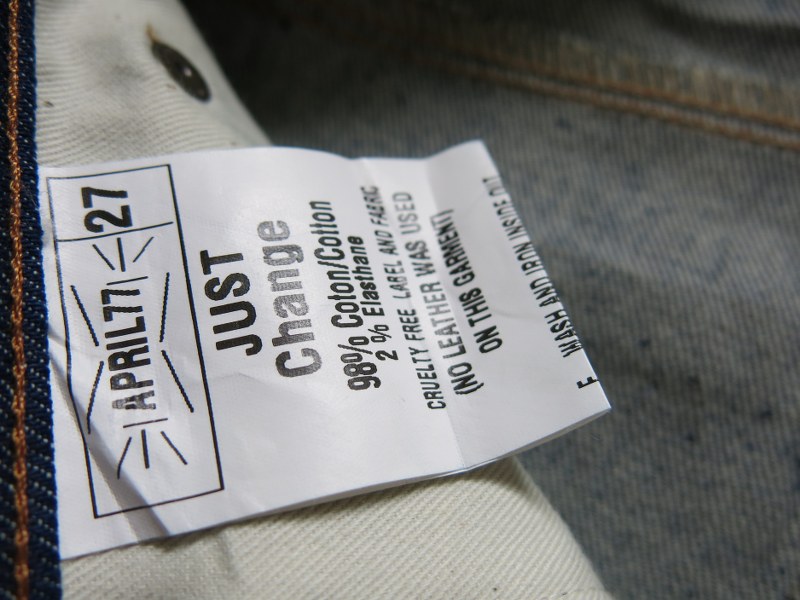 APRIL77 27
JUST
Change
98% Coton/Cotton
2 % Elasthane
CRUELTY FREE LABEL AND FABRIC
(NO LEATHER WAS USED
ON THIS GARMENT)
WASH AND IRON INSIDE